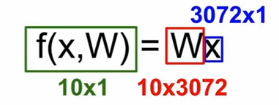 3072x1
f(x,W) = Wx
10x1 10x3072